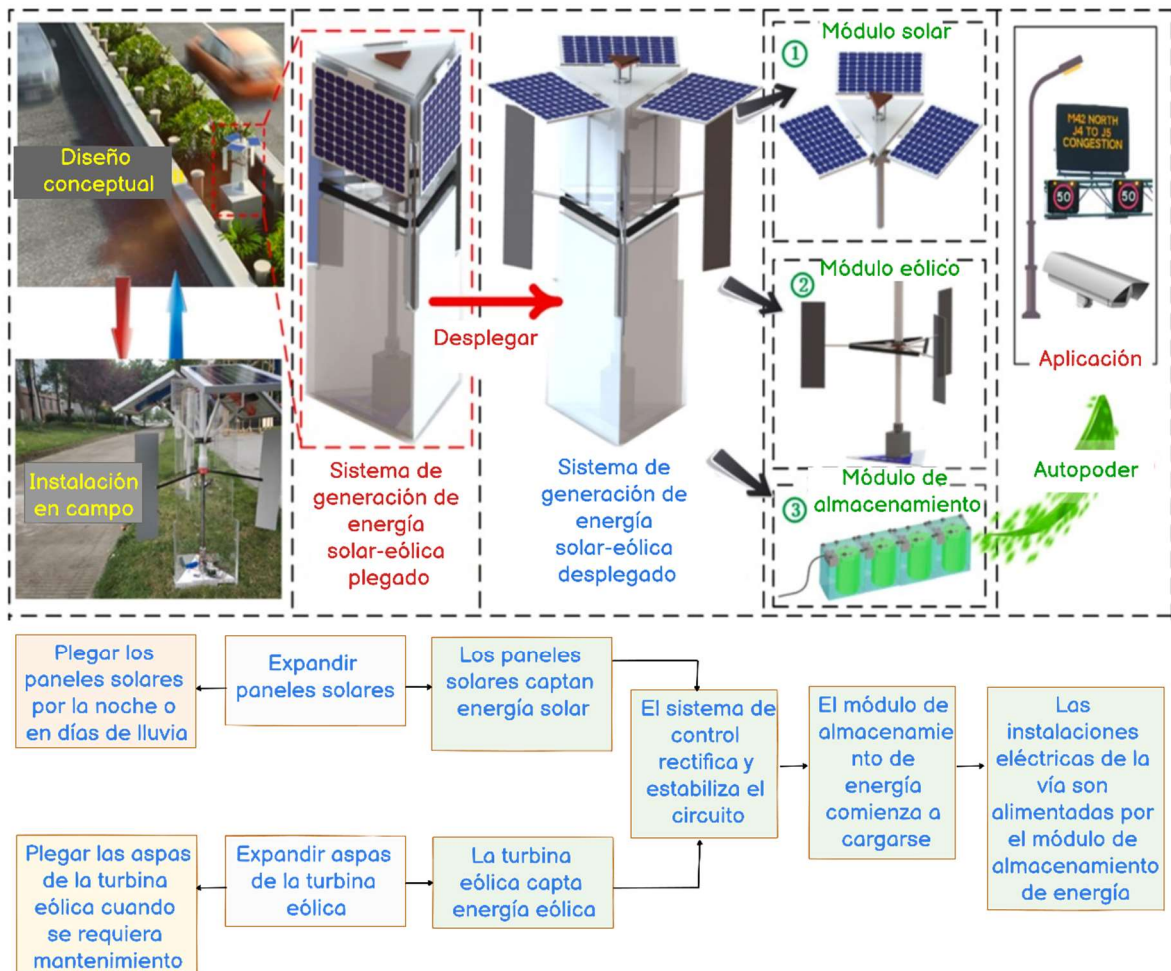 Diseño
conceptual
Instalación
en campo
Desplegar
Sistema de
generación de
energía
solar-eólica
plegado
Sistema de
generación de
energía
solar-eólica
desplegado
①
Módulo solar
②
Módulo eólico
③
Módulo de
almacenamiento
M42 NORTH
J4 TO J5
CONGESTION
50
50
Aplicación
Autopoder
Plegar los
paneles solares
por la noche o
en días de lluvia
Expandir
paneles solares
Los paneles
solares captan
energía solar
El sistema de
control
rectifica y
estabiliza el
circuito
El módulo de
almacenamie
nto de
energía
comienza a
cargarse
Las
instalaciones
eléctricas de la
vía son
alimentadas por
el módulo de
almacenamiento
de energía
Plegar las aspas
de la turbina
eólica cuando
se requiera
mantenimiento
Expandir aspas
de la turbina
eólica
La turbina
eólica capta
energía eólica